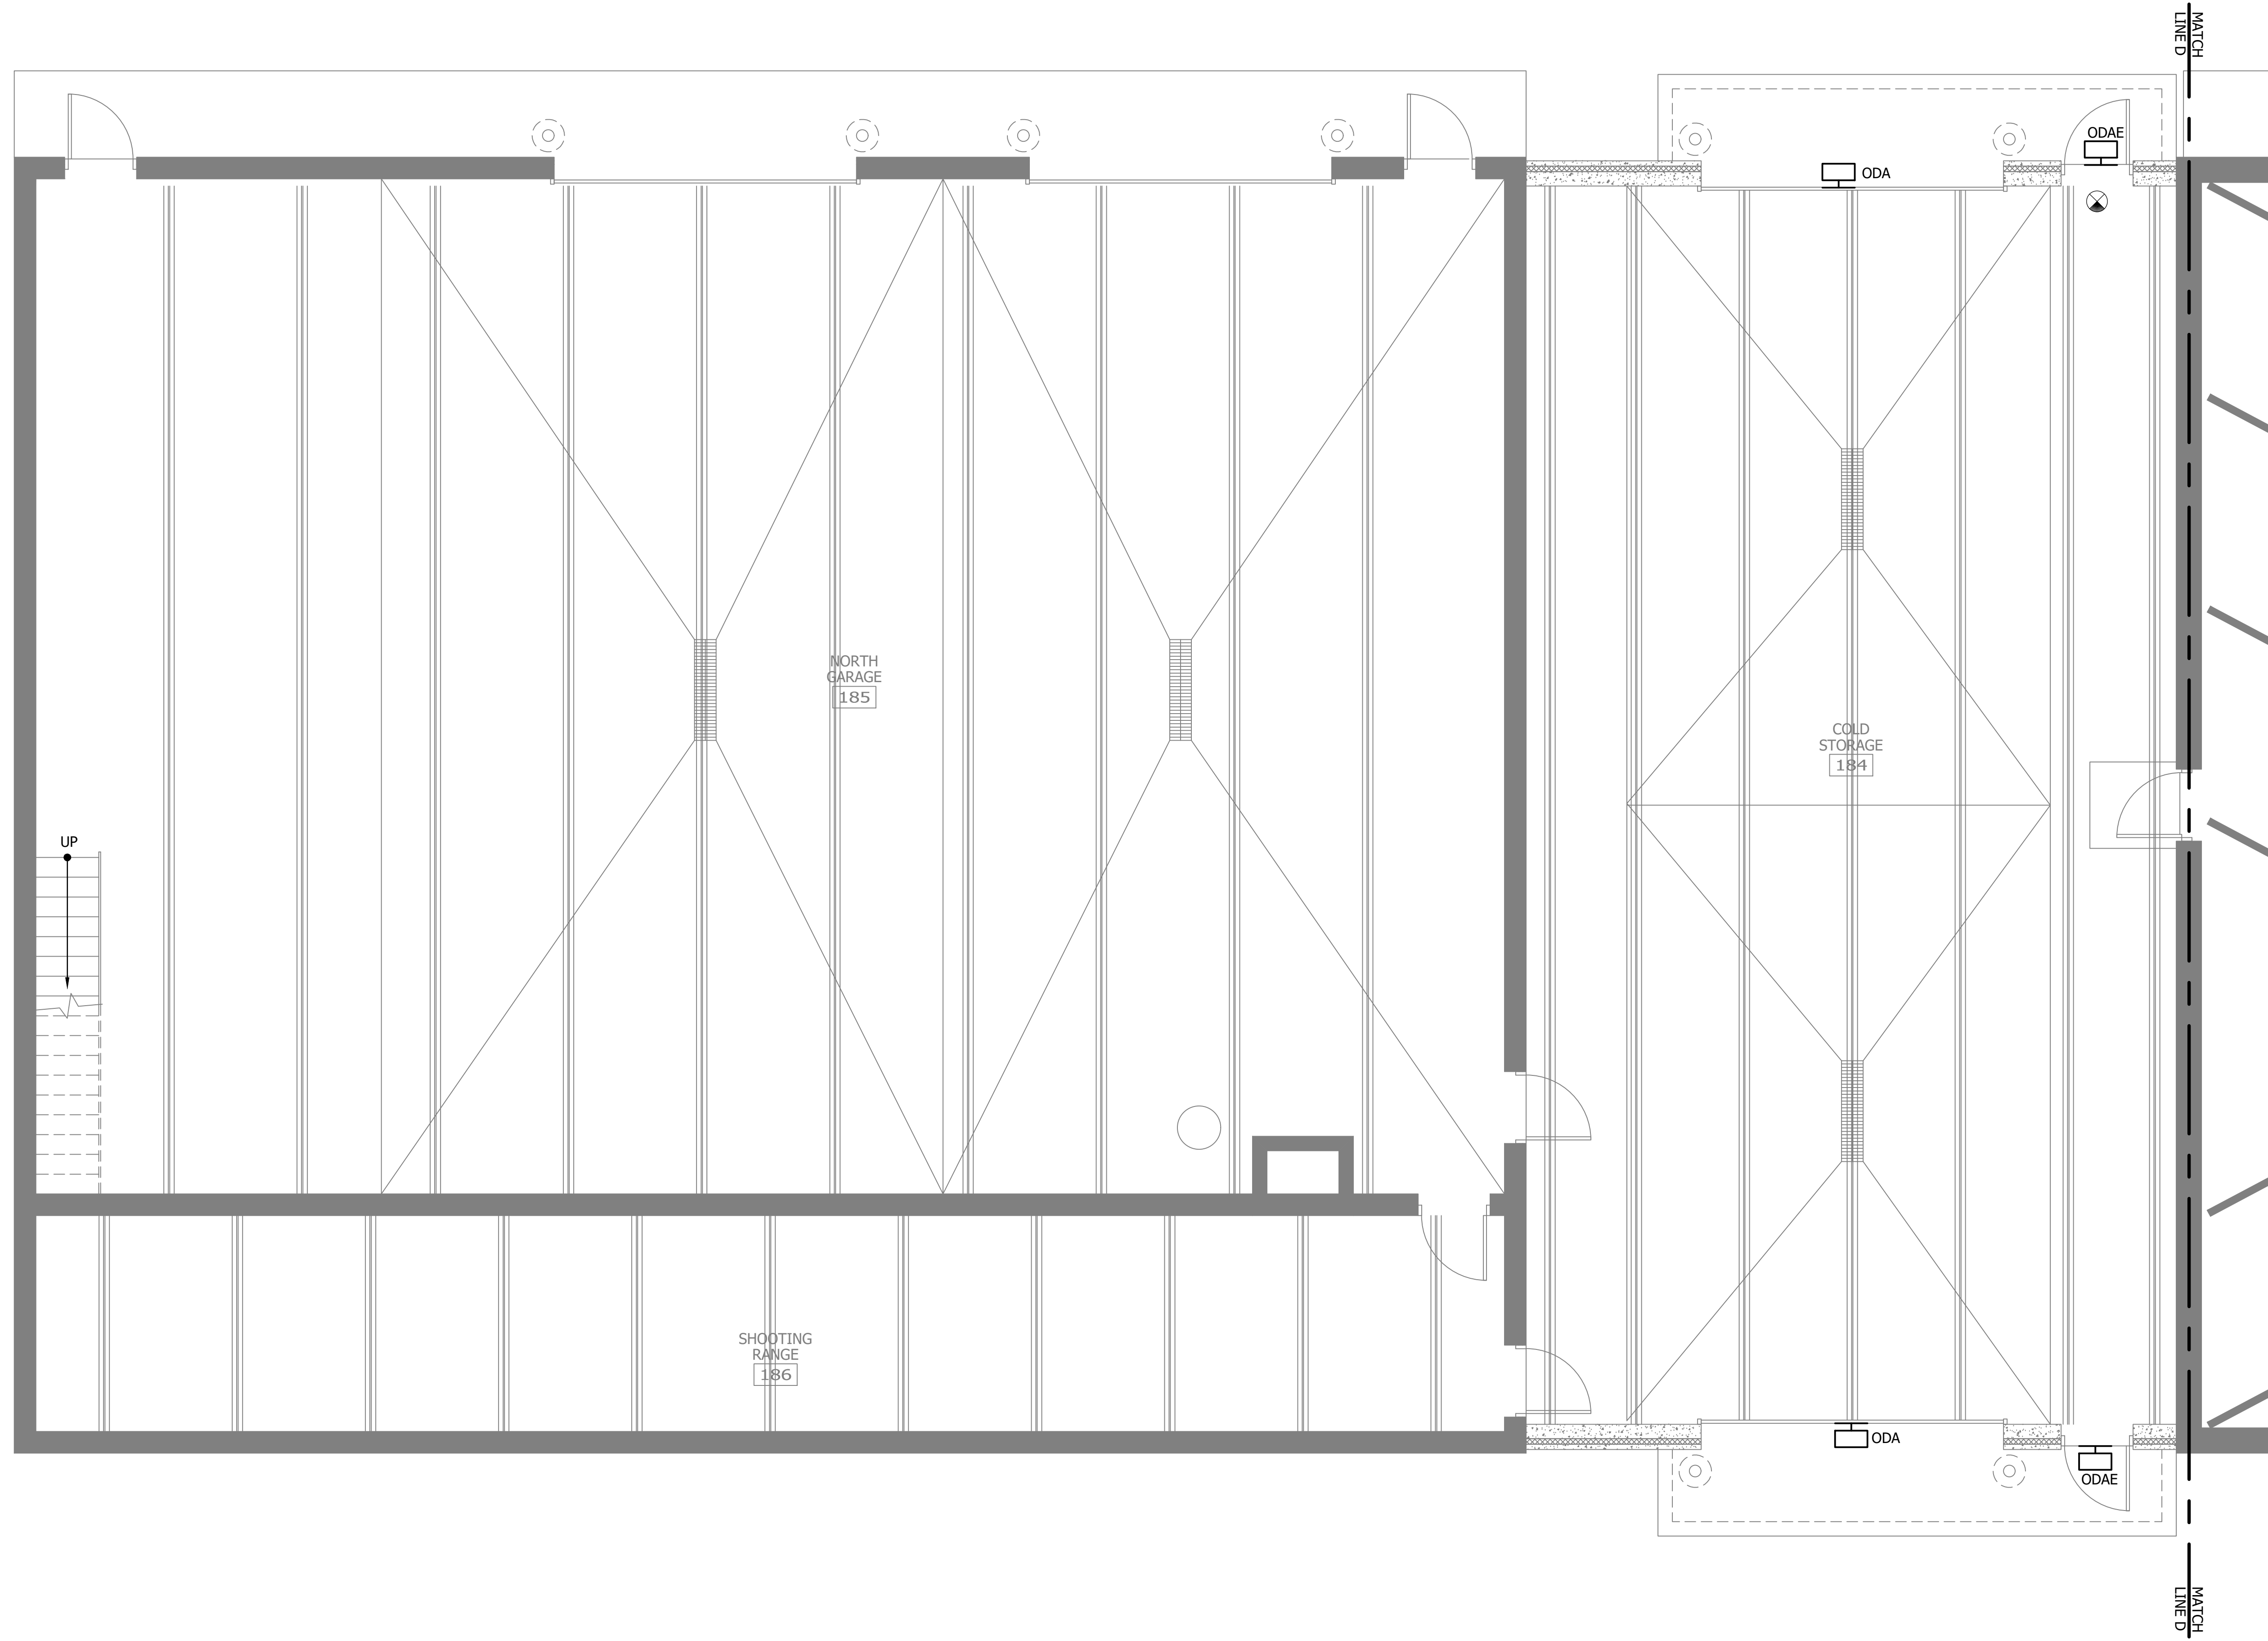 MATCH
LINE D
ODAE
ODA
NORTH
GARAGE
185
COLD
STORAGE
184
UP
SHOOTING
RANGE
186
ODA
ODAE
MATCH
LINE D